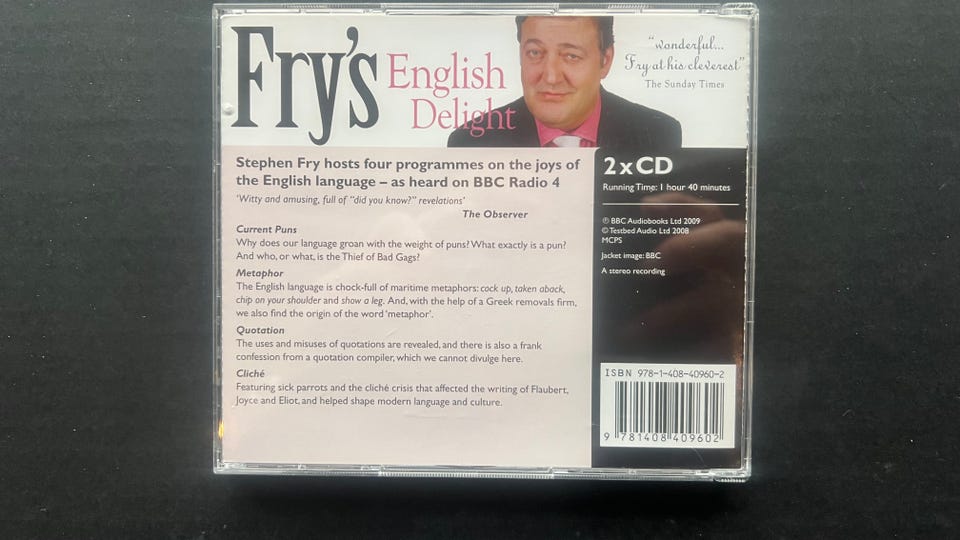 Fry's English
Delight
"wonderful...
Fry at his cleverest"
The Sunday Times
Stephen Fry hosts four programmes on the joys of
the English language – as heard on BBC Radio 4
'Witty and amusing, full of "did you know?" revelations'
The Observer
Current Puns
Why does our language groan with the weight of puns? What exactly is a pun?
And who, or what, is the Thief of Bad Gags?
Metaphor
The English language is chock-full of maritime metaphors: cock up, taken aback,
chip on your shoulder and show a leg. And, with the help of a Greek removals firm,
we also find the origin of the word 'metaphor'.
Quotation
The uses and misuses of quotations are revealed, and there is also a frank
confession from a quotation compiler, which we cannot divulge here.
Cliché
Featuring sick parrots and the cliché crisis that affected the writing of Flaubert,
Joyce and Eliot, and helped shape modern language and culture.
2 x CD
Running Time: 1 hour 40 minutes
℗ BBC Audiobooks Ltd 2009
© Testbed Audio Ltd 2008
MCPS
Jacket image: BBC
A stereo recording
ISBN 978-1-408-40960-2
9 781408 409602